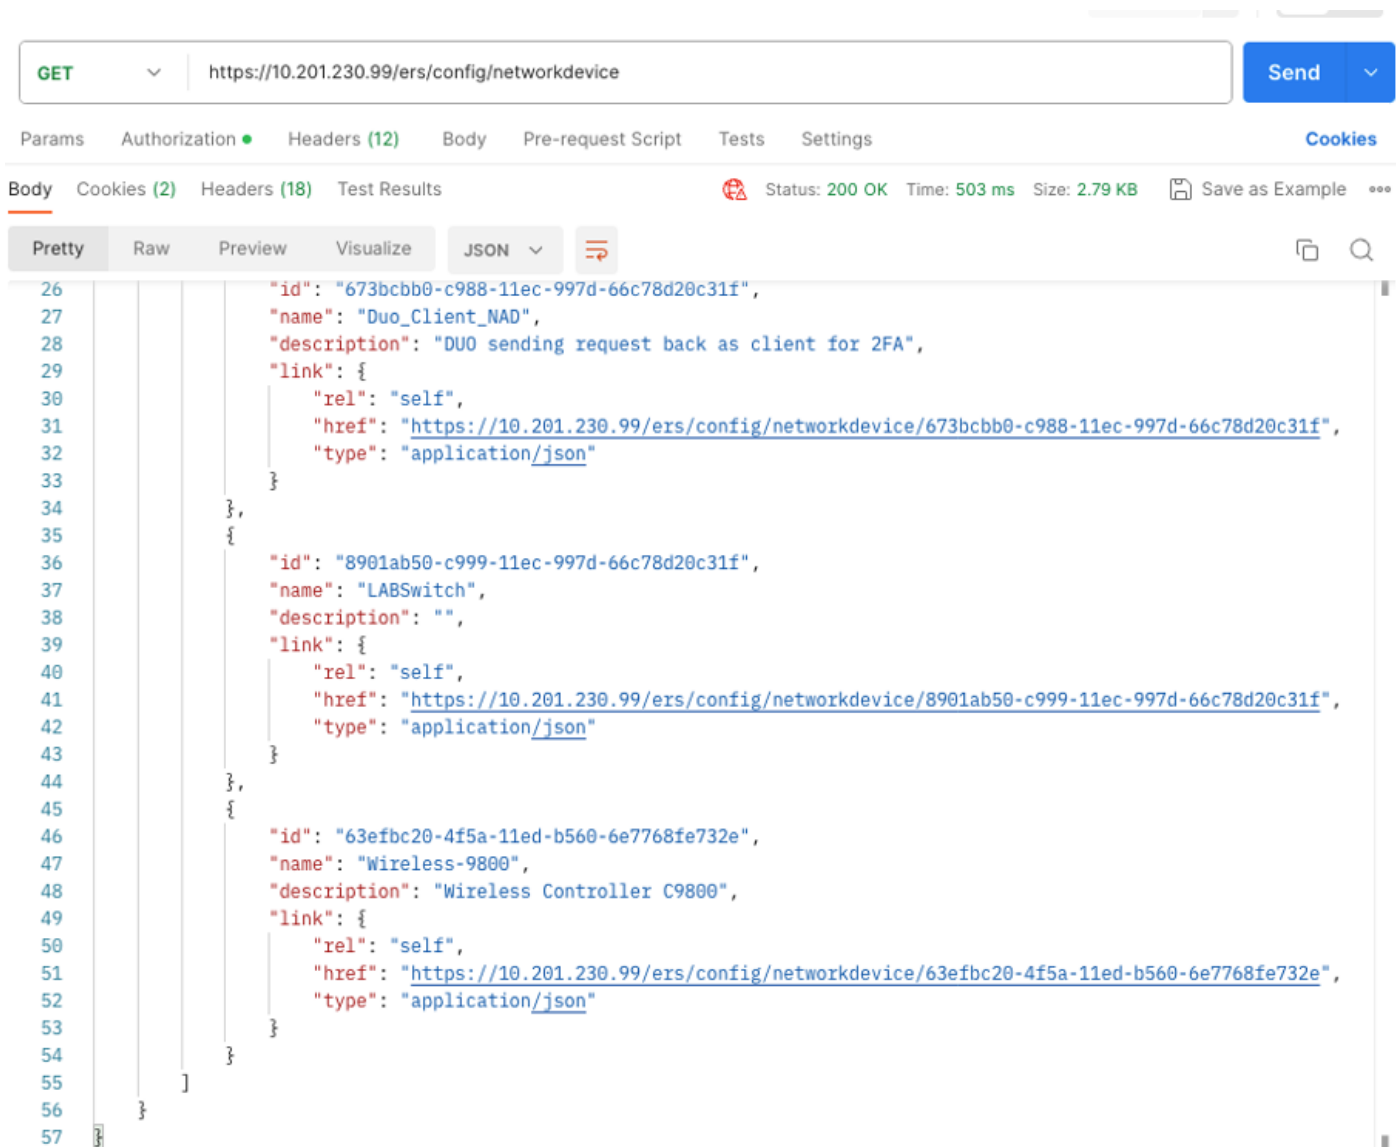 GET https://10.201.230.99/ers/config/networkdevice Send
Params Authorization Headers (12) Body Pre-request Script Tests Settings Cookies
Body Cookies (2) Headers (18) Test Results Status: 200 OK Time: 503 ms Size: 2.79 KB Save as Example
Pretty Raw Preview Visualize JSON
26 "id": "673bcbb0-c988-11ec-997d-66c78d20c31f",
27 "name": "Duo_Client_NAD",
28 "description": "DUO sending request back as client for 2FA",
29 "link": {
30 "rel": "self",
31 "href": "https://10.201.230.99/ers/config/networkdevice/673bcbb0-c988-11ec-997d-66c78d20c31f",
32 "type": "application/json"
33 }
34 },
35 {
36 "id": "8901ab50-c999-11ec-997d-66c78d20c31f",
37 "name": "LABSwitch",
38 "description": "",
39 "link": {
40 "rel": "self",
41 "href": "https://10.201.230.99/ers/config/networkdevice/8901ab50-c999-11ec-997d-66c78d20c31f",
42 "type": "application/json"
43 }
44 },
45 {
46 "id": "63efbc20-4f5a-11ed-b560-6e7768fe732e",
47 "name": "Wireless-9800",
48 "description": "Wireless Controller C9800",
49 "link": {
50 "rel": "self",
51 "href": "https://10.201.230.99/ers/config/networkdevice/63efbc20-4f5a-11ed-b560-6e7768fe732e",
52 "type": "application/json"
53 }
54 }
55 ]
56 }
57 }